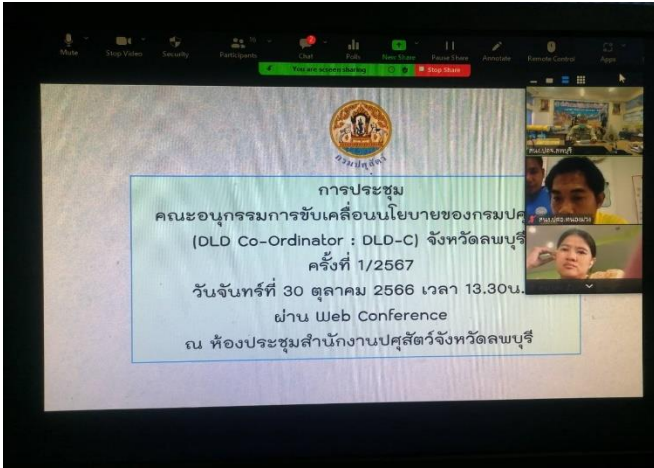 Mute
Stop Video
Security
Participants
15
Chat
2
Polls
New Share
Pause Share
Annotate
Remote Control
Apps
You are screen sharing
Stop Share
กรมปศุสัตว์
การประชุม
คณะอนุกรรมการขับเคลื่อนนโยบายของกรมปศุ
(DLD Co-Ordinator : DLD-C) จังหวัดลพบุรี
ครั้งที่ 1/2567
วันจันทร์ที่ 30 ตุลาคม 2566 เวลา 13.30น.
ผ่าน Web Conference
ณ ห้องประชุมสำนักงานปศุสัตว์จังหวัดลพบุรี